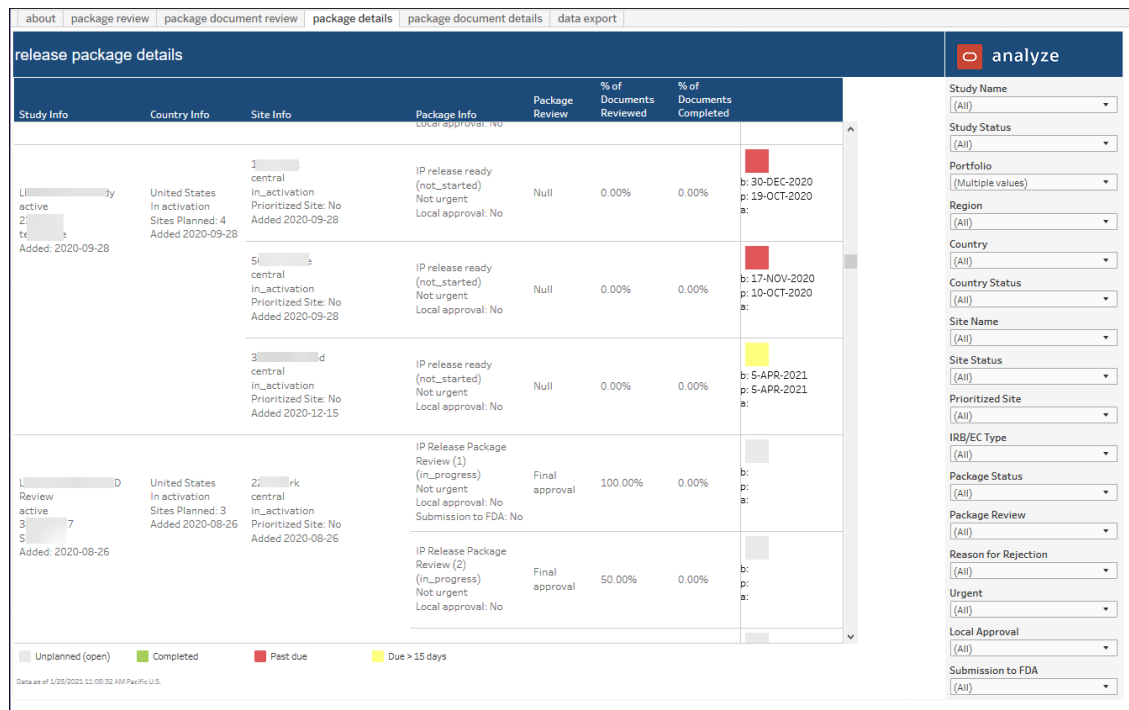 about package review package document review package details package document details data export
release package details
analyze
Study Info Country Info Site Info Package Info Package Review % of Documents Reviewed % of Documents Completed
Local approval: No
active
Added: 2020-09-28
United States
In activation
Sites Planned: 4
Added 2020-09-28
central
in_activation
Prioritized Site: No
Added 2020-09-28
IP release ready
(not_started)
Not urgent
Local approval: No
Null
0.00%
0.00%
b: 30-DEC-2020
p: 19-OCT-2020
a:
central
in_activation
Prioritized Site: No
Added 2020-09-28
IP release ready
(not_started)
Not urgent
Local approval: No
Null
0.00%
0.00%
b: 17-NOV-2020
p: 10-OCT-2020
a:
central
in_activation
Prioritized Site: No
Added 2020-12-15
IP release ready
(not_started)
Not urgent
Local approval: No
Null
0.00%
0.00%
b: 5-APR-2021
p: 5-APR-2021
a:
Review
active
Added: 2020-08-26
United States
In activation
Sites Planned: 3
Added 2020-08-26
central
in_activation
Prioritized Site: No
Added 2020-08-26
IP Release Package
Review (1)
(in_progress)
Not urgent
Local approval: No
Submission to FDA: No
Final
approval
100.00%
0.00%
b:
p:
a:
IP Release Package
Review (2)
(in_progress)
Not urgent
Local approval: No
Final
approval
50.00%
0.00%
b:
p:
a:
Unplanned (open) Completed Past due Due > 15 days
Data as of 1/25/2021 11:05:32 AM Pacific U.S.
Study Name
(All)
Study Status
(All)
Portfolio
(Multiple values)
Region
(All)
Country
(All)
Country Status
(All)
Site Name
(All)
Site Status
(All)
Prioritized Site
(All)
IRB/EC Type
(All)
Package Status
(All)
Package Review
(All)
Reason for Rejection
(All)
Urgent
(All)
Local Approval
(All)
Submission to FDA
(All)